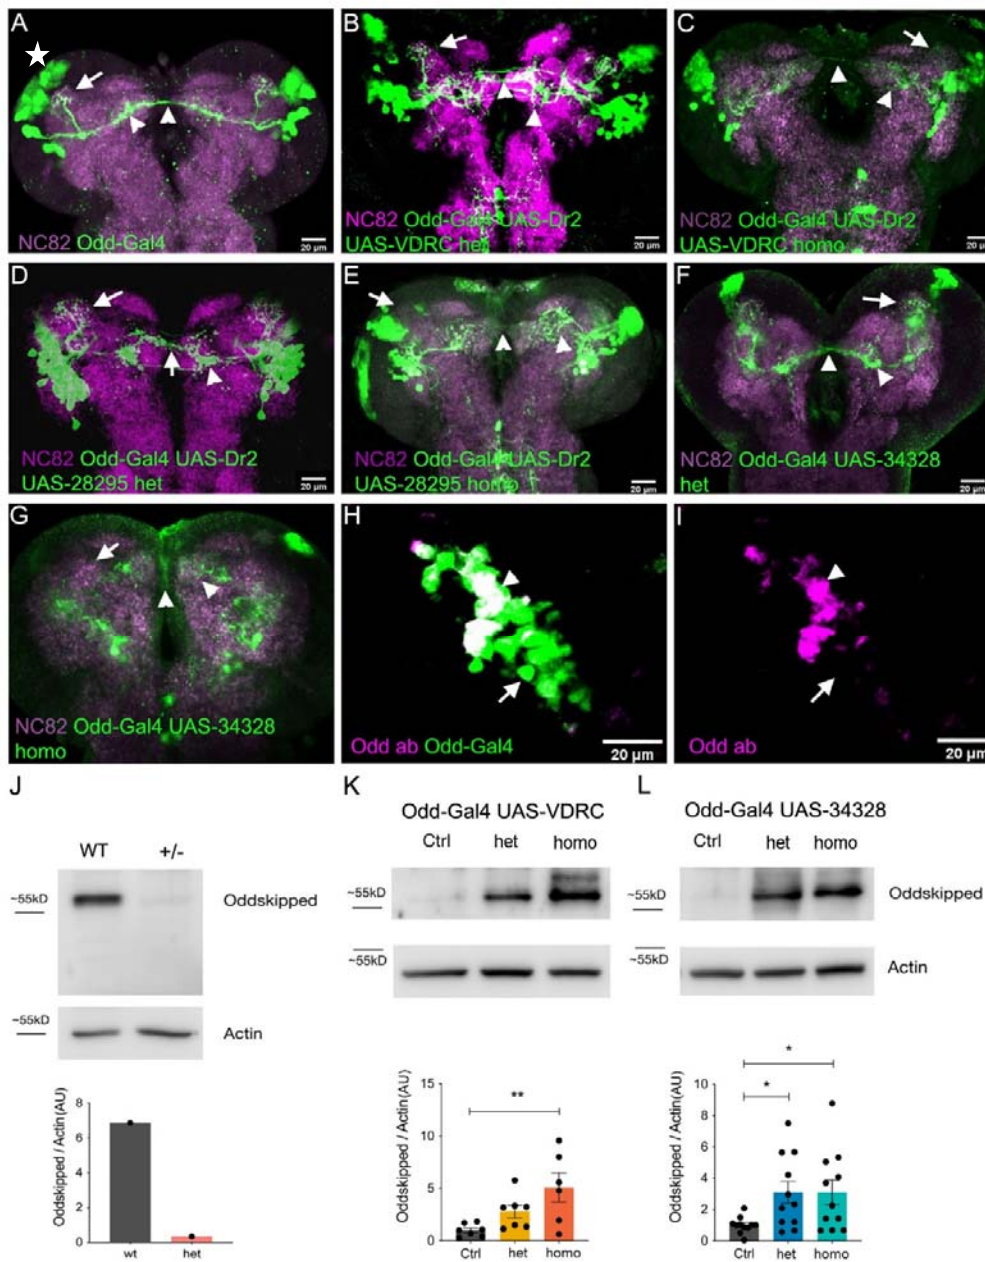 A
NC82 Odd-Gal4
20 µm
B
NC82 Odd-Gal4 UAS-Dr2
UAS-VDRC het
20 µm
C
NC82 Odd-Gal4 UAS-Dr2
UAS-VDRC homo
20 µm
D
NC82 Odd-Gal4 UAS-Dr2
UAS-28295 het
20 µm
E
NC82 Odd-Gal4 UAS-Dr2
UAS-28295 homo
20 µm
F
NC82 Odd-Gal4 UAS-34328
het
20 µm
G
NC82 Odd-Gal4 UAS-34328
homo
20 µm
H
Odd ab Odd-Gal4
20 µm
I
Odd ab
20 µm
J
WT +/-
~55kD
Oddskipped
~55kD
Actin
Oddskipped / Actin(AU)
8
6
4
2
0
wt het
K
Odd-Gal4 UAS-VDRC
Ctrl het homo
~55kD
~55kD
Oddskipped / Actin(AU)
15
10
5
0
**
Ctrl het homo
L
Odd-Gal4 UAS-34328
Ctrl het homo
~55kD
Oddskipped
~55kD
Actin
Oddskipped / Actin(AU)
10
8
6
4
2
0
*
*
Ctrl het homo